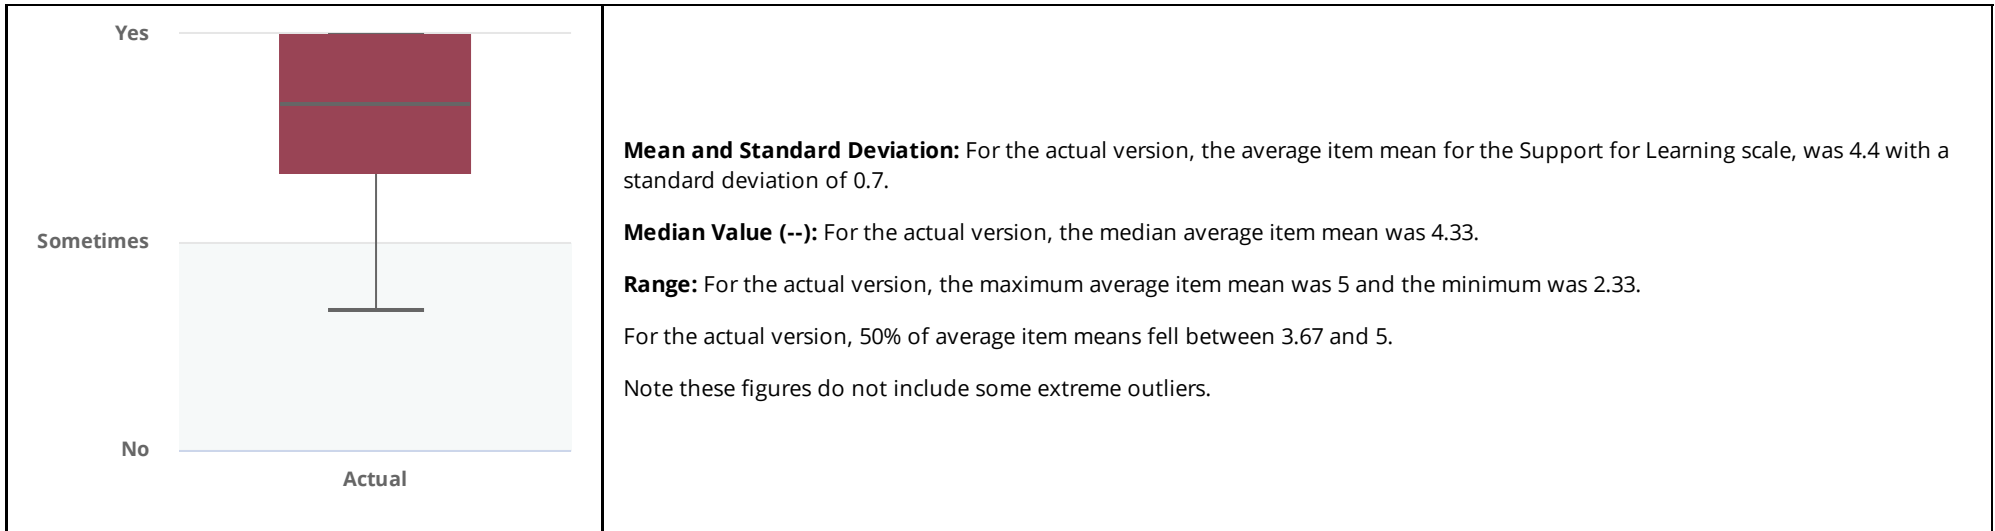 Yes
Sometimes
No
Actual
Mean and Standard Deviation: For the actual version, the average item mean for the Support for Learning scale, was 4.4 with a
standard deviation of 0.7.
Median Value (--): For the actual version, the median average item mean was 4.33.
Range: For the actual version, the maximum average item mean was 5 and the minimum was 2.33.
For the actual version, 50% of average item means fell between 3.67 and 5.
Note these figures do not include some extreme outliers.